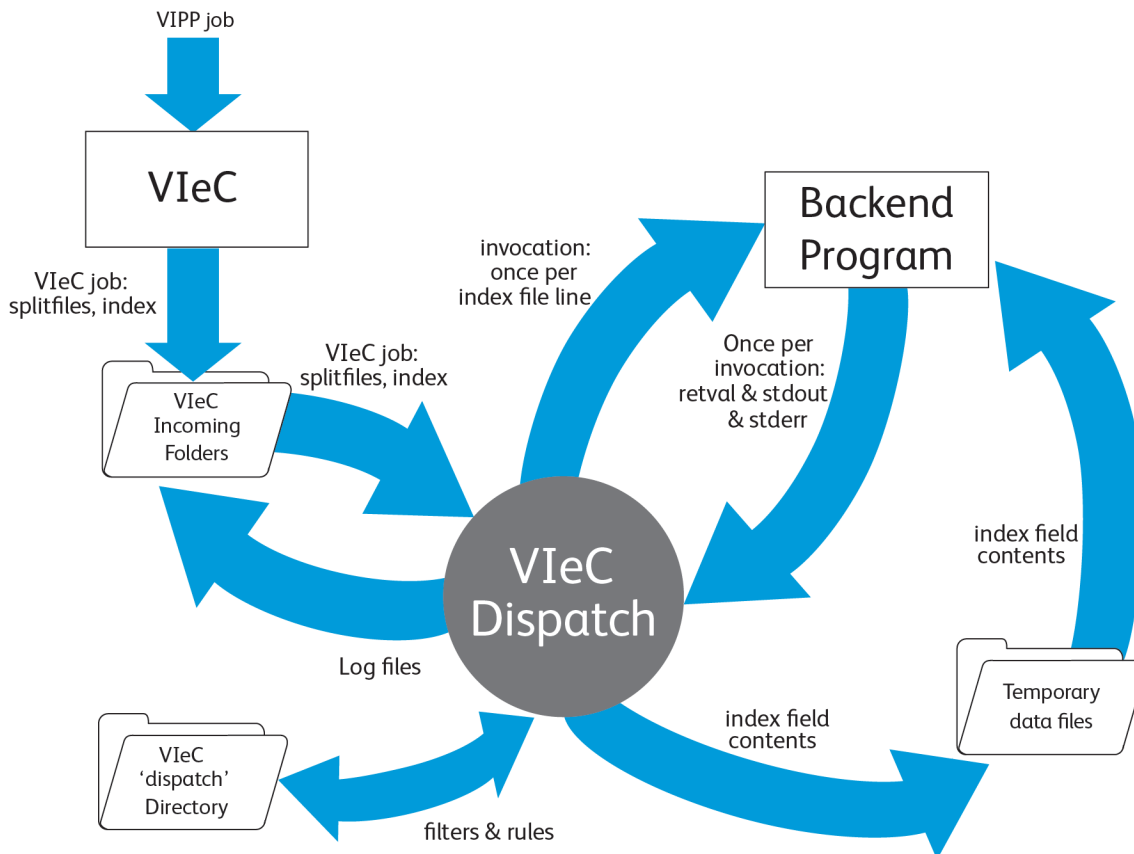 VIPP job
VIeC
VIeC job:
splitfiles, index
VIeC
Incoming
Folders
VIeC job:
splitfiles, index
invocation:
once per
index file line
Backend
Program
Once per
invocation:
retval & stdout
& stderr
VIeC
Dispatch
index field
contents
Log files
Temporary
data files
index field
contents
VIeC
‘dispatch’
Directory
filters & rules